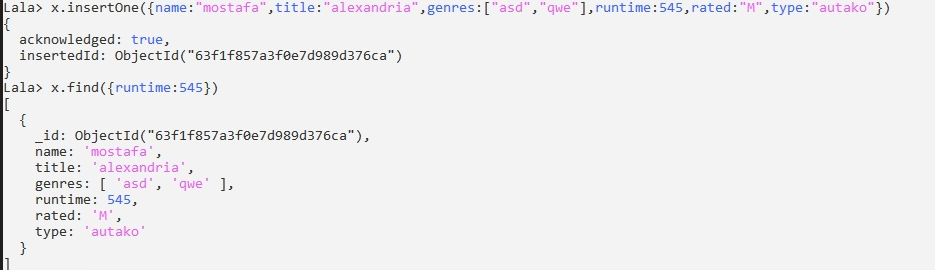 Lala> x.insertOne({name:"mostafa",title:"alexandria",genres:["asd","qwe"],runtime:545,rated:"M",type:"autako"})
{
  acknowledged: true,
  insertedId: ObjectId("63f1f857a3f0e7d989d376ca")
}
Lala> x.find({runtime:545})
[
  {
    _id: ObjectId("63f1f857a3f0e7d989d376ca"),
    name: 'mostafa',
    title: 'alexandria',
    genres: [ 'asd', 'qwe' ],
    runtime: 545,
    rated: 'M',
    type: 'autako'
  }
]